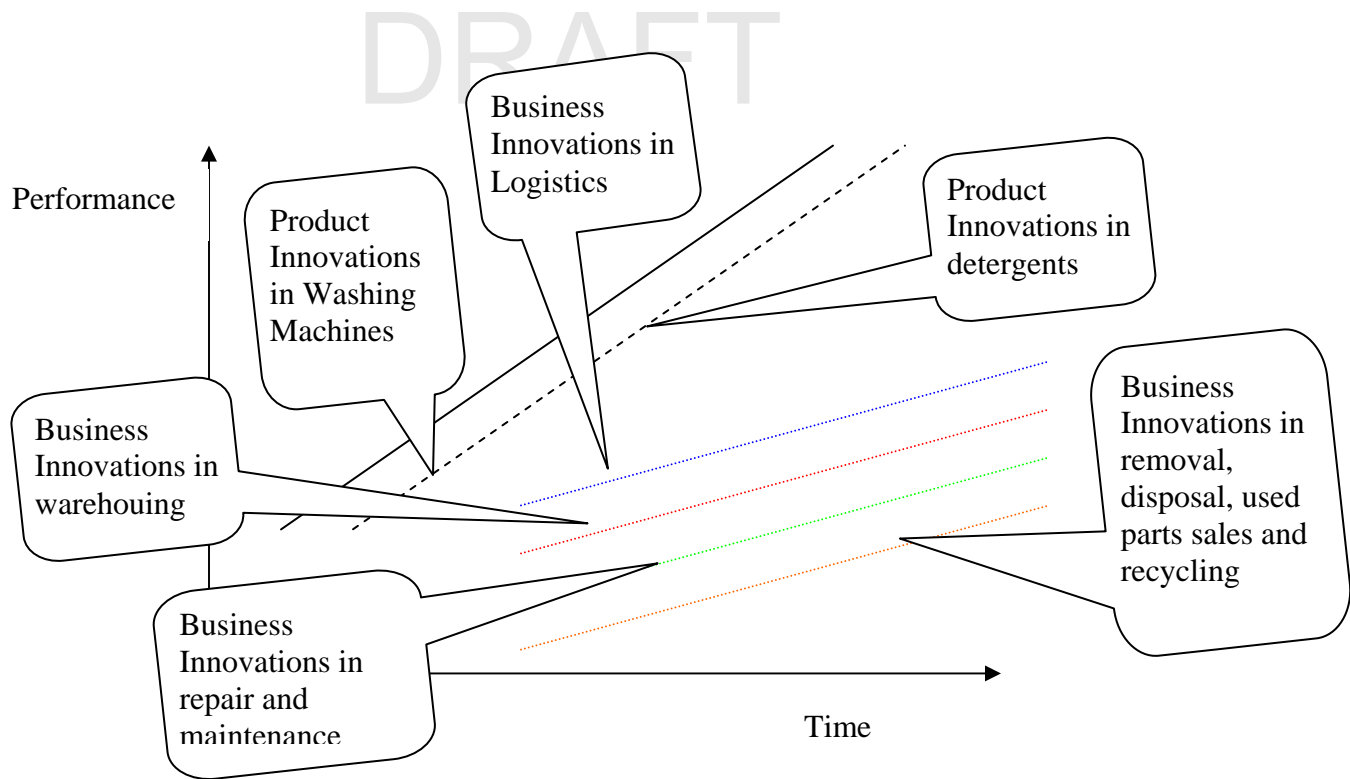 DRAFT
Business
Innovations in
Logistics
Performance
Product
Innovations
in Washing
Machines
Product
Innovations in
detergents
Business
Innovations in
warehouing
Business
Innovations in
removal,
disposal, used
parts sales and
recycling
Business
Innovations in
repair and
maintenance
Time